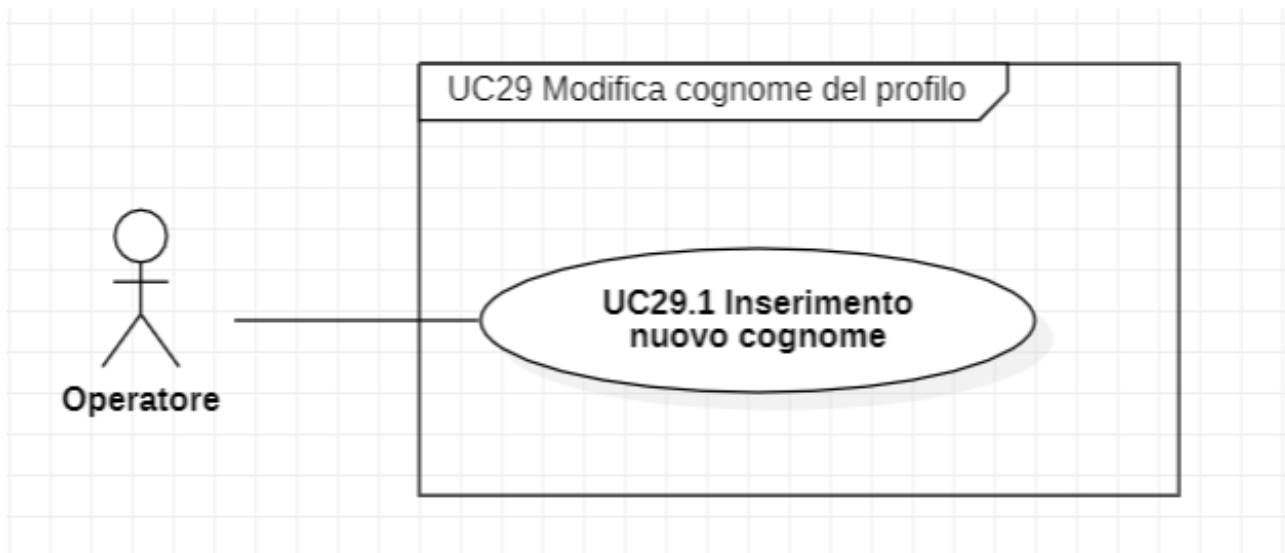 UC29 Modifica cognome del profilo
UC29.1 Inserimento
nuovo cognome
Operatore